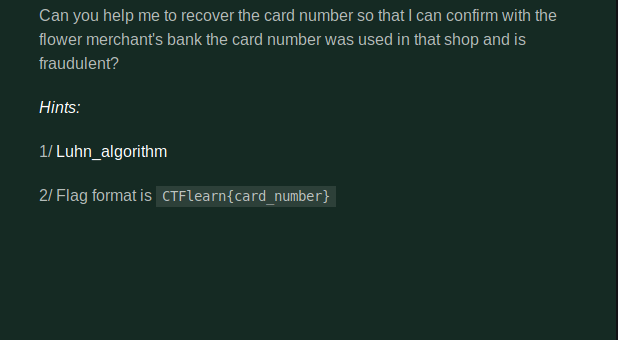 Can you help me to recover the card number so that I can confirm with the
flower merchant's bank the card number was used in that shop and is
fraudulent?
Hints:
1/ Luhn_algorithm
2/ Flag format is CTFlearn{card_number}